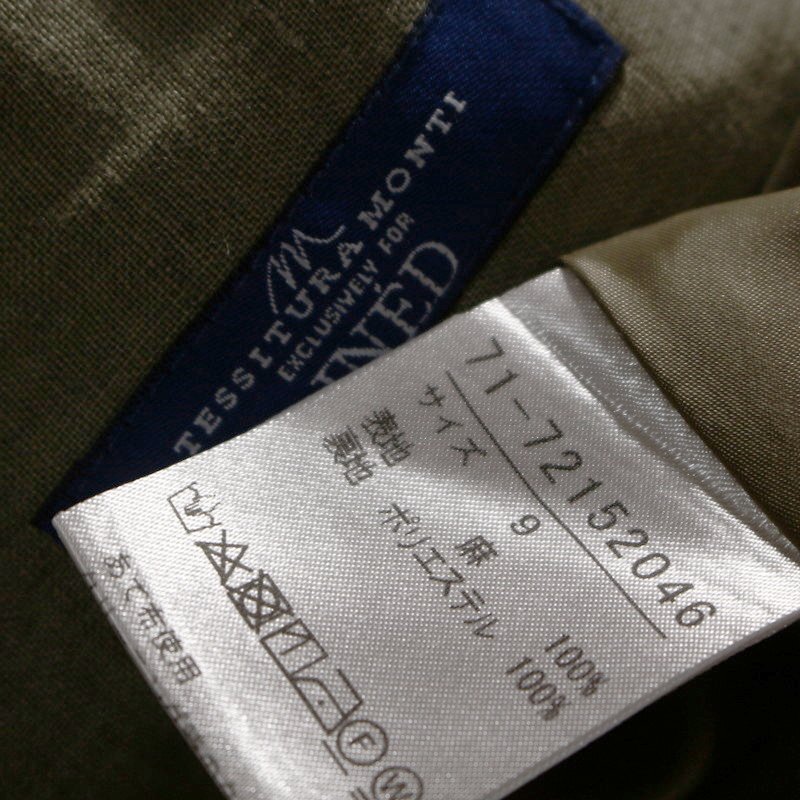 TESSITURA MONTI
EXCLUSIVELY FOR
INÉD
71-72152046
サイズ 9
表地 麻 100%
裏地 ポリエステル 100%
F
W
あて布使用